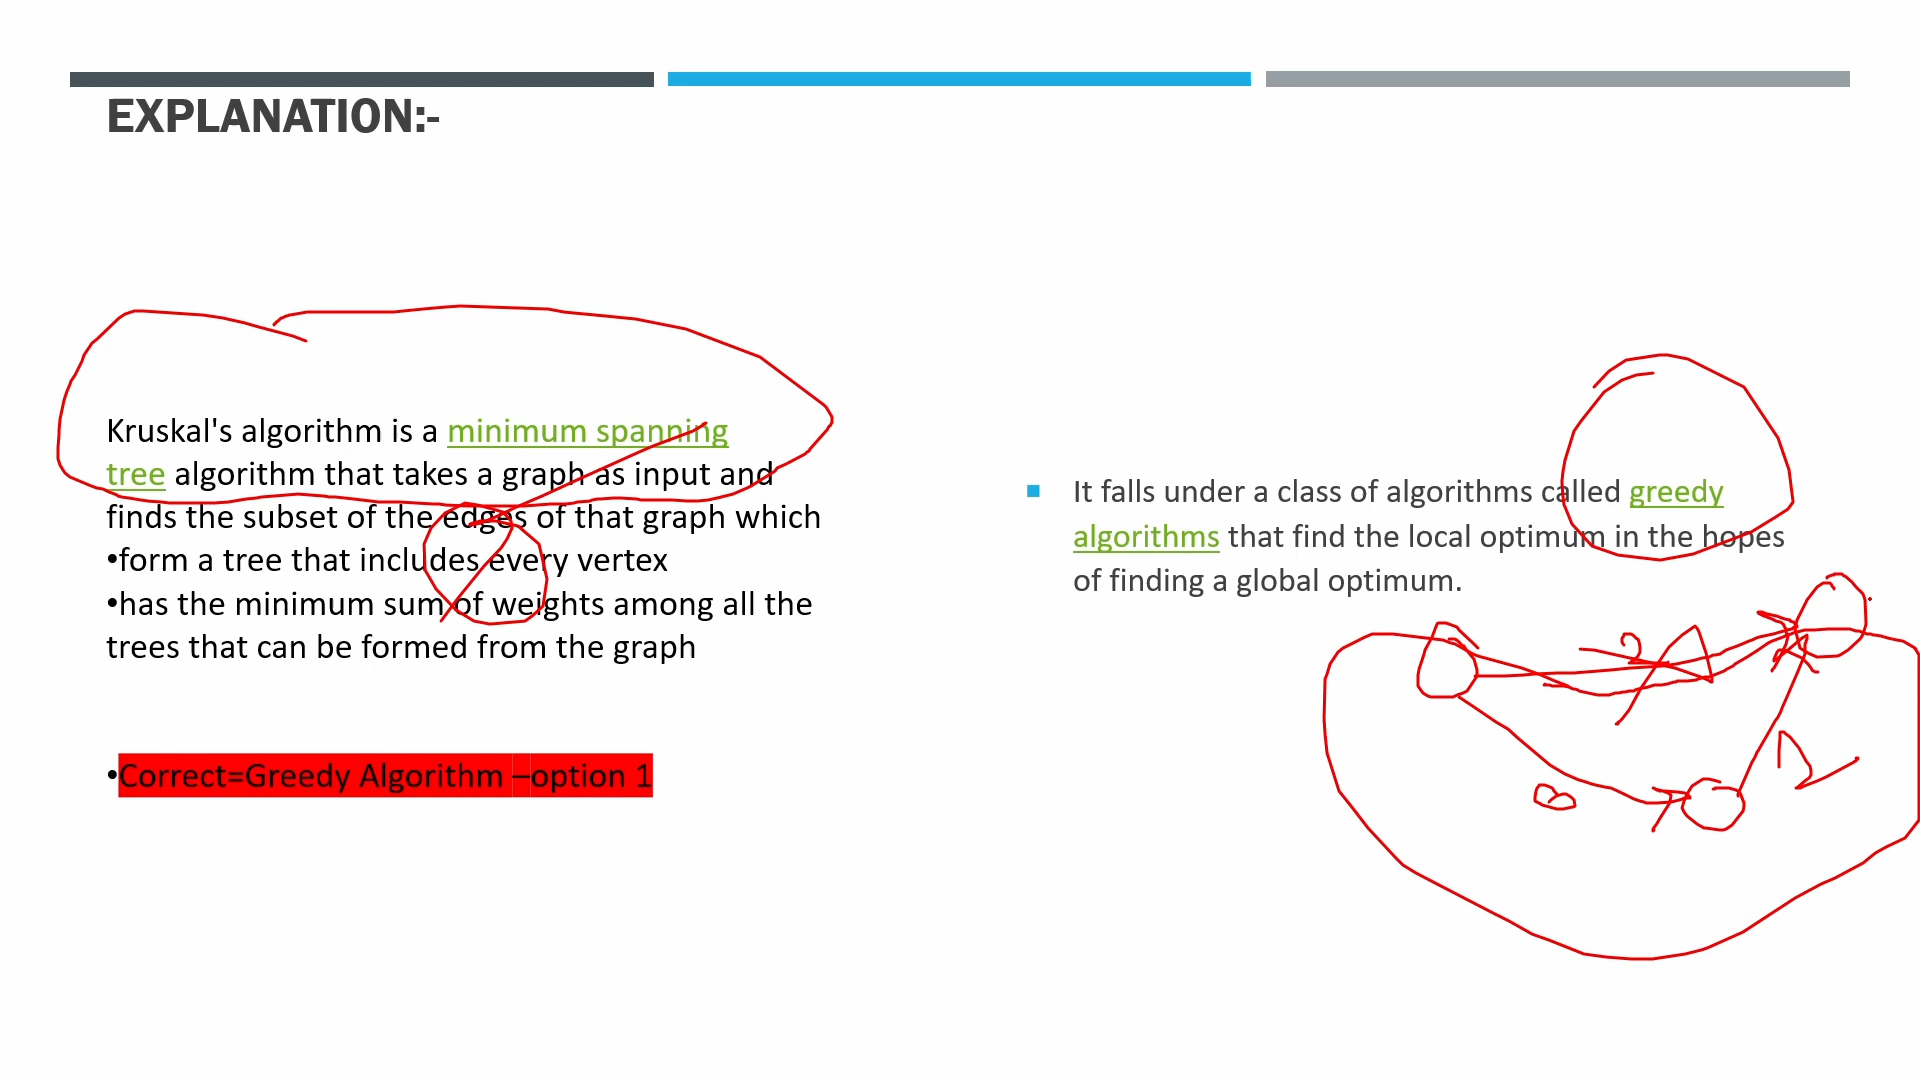 EXPLANATION:-
Kruskal's algorithm is a minimum spanning
tree algorithm that takes a graph as input and
finds the subset of the edges of that graph which
•form a tree that includes every vertex
•has the minimum sum of weights among all the
trees that can be formed from the graph
•Correct=Greedy Algorithm –option 1
It falls under a class of algorithms called greedy
algorithms that find the local optimum in the hopes
of finding a global optimum.
2